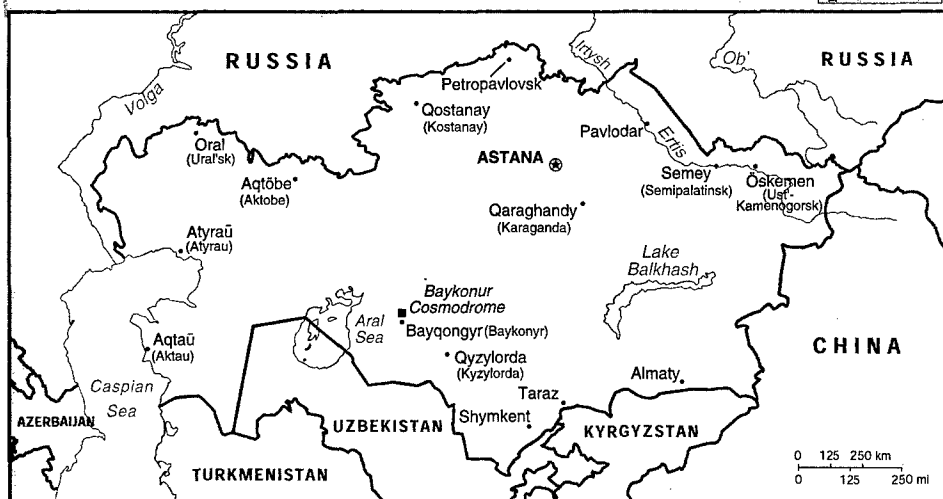 RUSSIA
Irtysh
Ob'
RUSSIA
Petropavlovsk
Volga
Qostanay
(Kostanay)
Pavlodar
Oral
(Ural'sk)
ASTANA
Ertis
Semey
(Semipalatinsk)
Öskemen
(Ust'-
Kamenogorsk)
Aqtöbe
(Aktobe)
Qaraghandy
(Karaganda)
Atyraū
(Atyrau)
Lake
Balkhash
Baykonur
Cosmodrome
Aral
Sea
Bayqongyr (Baykonyr)
Aqtaū
(Aktau)
CHINA
Qyzylorda
(Kyzylorda)
Almaty
Caspian
Sea
Taraz
Shymkent
AZERBAIJAN
UZBEKISTAN
KYRGYZSTAN
TURKMENISTAN
0 125 250 km
0 125 250 mi